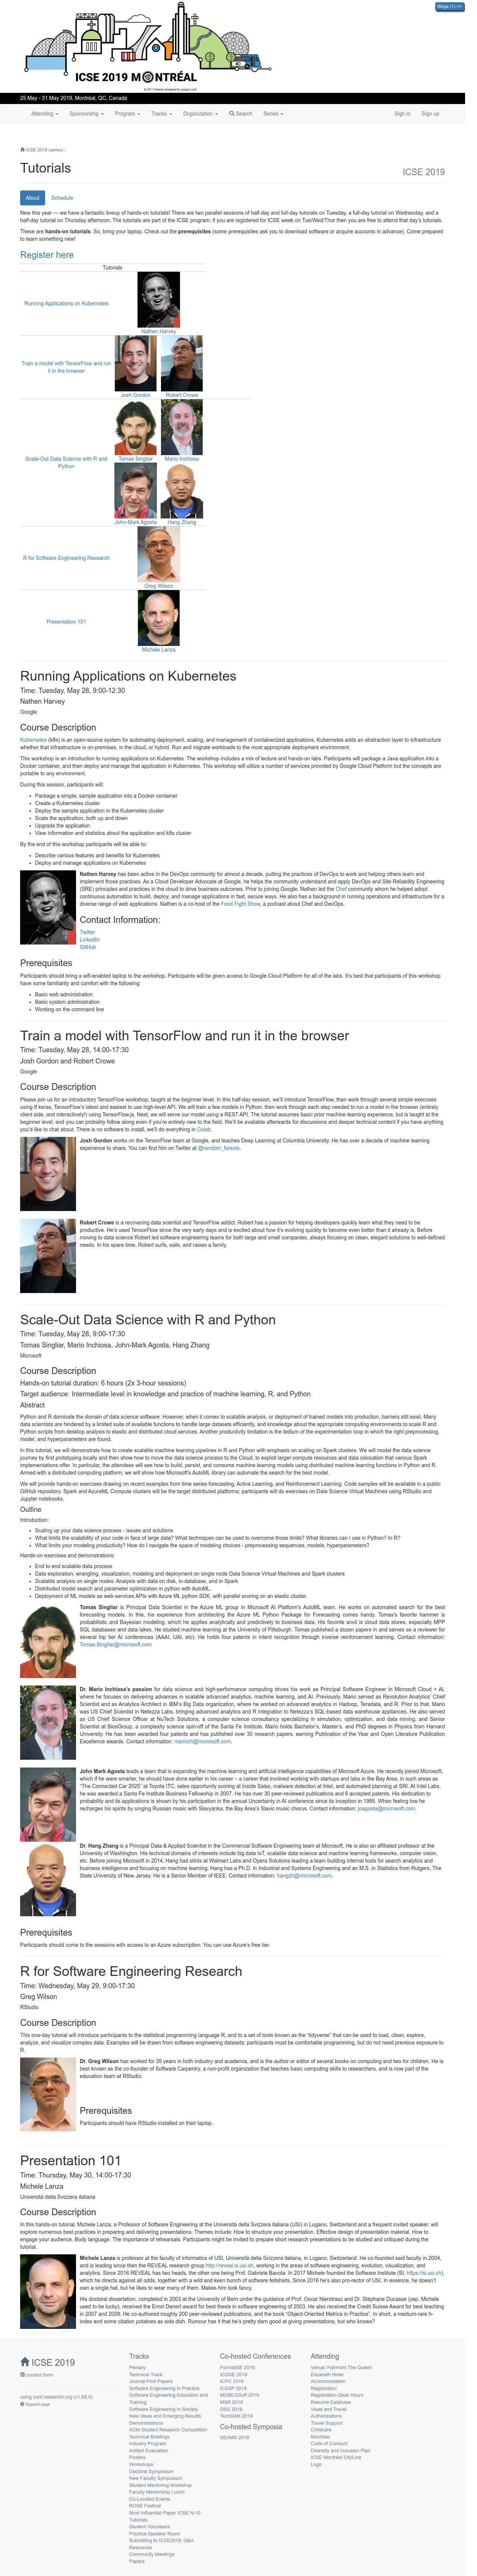 Blogs (1) >>
ICSE 2019 MONTRÉAL
25 May - 31 May 2019, Montréal, QC, Canada
Attending Sponsorship Program Tracks Organization Search Series Sign in Sign up
ICSE 2019 (series) /
Tutorials
ICSE 2019
About Schedule
Now this year — we have a fantastic lineup of hands-on tutorials! There are two parallel sessions of half-day and full-day tutorials on Tuesday, a full-day tutorial on Wednesday, and a
half-day tutorial on Thursday afternoon. The tutorials are part of the ICSE program: if you are registered for ICSE week on Tue/Wed/Thur then you are free to attend that day's tutorials.
There are hands-on tutorials. So, bring your laptop. Check out the prerequisites (some prerequisites ask you to download software or acquire accounts in advance). Come prepared
to learn something new!
Register here
Tutorials
Running Applications on Kubernetes
Nathen Harvey
Train a model with TensorFlow and run
it in the browser
Josh Gordon Robert Crowe
Tomas Singliar Mario Inchiosa
Scale-Out Data Science with R and
Python
John-Mark Agosta Hang Zhang
R for Software Engineering Research
Greg Wilson
Presentation 101
Michele Lanza
Running Applications on Kubernetes
Time: Tuesday, May 28, 9:00-12:30
Nathen Harvey
Google
Course Description
Kubernetes (k8s) is an open-source system for automating deployment, scaling, and management of containerized applications. Kubernetes adds an abstraction layer to infrastructure
whether that infrastructure is on-premises, in the cloud, or hybrid. Run and migrate workloads to the most appropriate deployment environment.
This workshop is an introduction to running applications on Kubernetes. The workshop includes a mix of lecture and hands-on labs. Participants will package a Java application into a
Docker container, and then deploy and manage that application in Kubernetes. This workshop will utilize a number of services provided by Google Cloud Platform but the concepts are
portable to any environment.
During this session, participants will:
Package a simple, sample application into a Docker container
Create a Kubernetes cluster
Deploy the sample application in the Kubernetes cluster
Scale the application, both up and down
Upgrade the application
View information and statistics about the application and k8s cluster
By the end of this workshop participants will be able to:
Describe various features and benefits for Kubernetes
Deploy and manage applications on Kubernetes
Nathen Harvey has been active in the DevOps community for almost a decade, putting the practices of DevOps to work and helping others learn and
implement those practices. As a Cloud Developer Advocate at Google, he helps the community understand and apply DevOps and Site Reliability Engineering
(SRE) principles and practices in the cloud to drive business outcomes. Prior to joining Google, Nathen led the Chef community whom he helped adopt
continuous automation to safely, build, deploy, secure, and manage applications in fast, secure ways. He also has a background in running applications and infrastructure for a
diverse range of web applications. Nathen is a co-host of the Food Fight Show, a podcast about Chef and DevOps.
Contact Information:
Twitter
LinkedIn
GitHub
Prerequisites
Participants should bring a wifi-enabled laptop to the workshop. Participants will be given access to Google Cloud Platform for all of the labs. It's best that participants of this workshop
have some familiarity and comfort with the following:
Basic web administration
Basic system administration
Working on the command line
Train a model with TensorFlow and run it in the browser
Time: Tuesday, May 28, 14:00-17:30
Josh Gordon and Robert Crowe
Google
Course Description
Please join us for an introductory TensorFlow workshop, taught at the beginner level. In this half-day session, we'll introduce TensorFlow, then work through several simple exercises
using tf.keras, TensorFlow's latest and easiest to use high-level API. We will train a few models in Python, then work through each step needed to run a model in the browser (entirely
client side, and interactively!) using TensorFlow.js. Next, we will serve our model using a REST API. The tutorial assumes basic prior machine learning experience, but is taught at the
introductory level, and you can probably follow along even if you're entirely new to the field. We'll be available afterwards for discussions and deeper technical content if you have anything
you'd like to chat about. There is no software to install, we'll do everything in Colab.
Josh Gordon works on the TensorFlow team at Google, and teaches Deep Learning at Columbia University. He has over a decade of machine learning
experience to share. You can find him on Twitter at @random_forests.
Robert Crowe is a recovering data scientist and TensorFlow addict. Robert has a passion for helping developers quickly learn what they need to be
productive. He's used TensorFlow since the very early days and is excited about how it's evolving quickly to become even better than it already is. Before
moving to data science Robert led software engineering teams for both large and small companies, always focusing on clean, elegant solutions to well-defined
needs. In his spare time, Robert surfs, sails, and raises a family.
Scale-Out Data Science with R and Python
Time: Tuesday, May 28, 9:00-17:30
Tomas Singliar, Mario Inchiosa, John-Mark Agosta, Hang Zhang
Microsoft
Course Description
Hands-on tutorial duration: 6 hours (2x 3-hour sessions)
Target audience: Intermediate level in knowledge and practice of machine learning, R, and Python
Abstract
Python and R dominate the domain of data science software. However, when it comes to scalable analysis, or deployment of trained models into production, barriers still exist. Many
data scientists are hindered by a limited suite of available functions to handle large datasets efficiently, and knowledge about the appropriate computing environments to scale R and
Python scripts from desktop analysis to elastic and distributed cloud services. Another productivity limitation is the tedium of the experimentation loop in which the right preprocessing,
model, and hyperparameters are found.
In this tutorial, we will demonstrate how to create scalable machine learning pipelines in R and Python with emphasis on scaling on Spark clusters. We will model the data science
journey by first prototyping locally and then show how to move the data science process to the Cloud, to exploit larger compute resources and data colocation that various Spark
implementations offer. In particular, the attendees will see how to build, persist, and consume machine learning models using distributed machine learning functions in Python and R.
Armed with a distributed computing platform, we will show how Microsoft's AutoML library can automate the search for the best model.
We will provide hands-on exercises drawing on relevant examples from time series forecasting, Active Learning, and Reinforcement Learning. Code samples will be available in a public
GitHub repository. Spark and AzureML Compute clusters will be the target distributed platforms; participants will do exercises on Data Science Virtual Machines using RStudio and
Jupyter notebooks.
Outline
Introduction:
Scaling up your data science process - issues and solutions
What limits the scalability of your code in face of large data? What techniques can be used to overcome those limits? What libraries can I use in Python? In R?
What limits your modeling productivity? How do I navigate the space of modeling choices - preprocessing sequences, models, hyperparameters?
Hands-on exercises and demonstrations:
End to end scalable data process
Data exploration, wrangling, visualization, modeling and deployment on single node Data Science Virtual Machines and Spark clusters
Scalable analysis on single nodes: Analysis with data on disk, in-database, and in Spark
Distributed model search and parameter optimization in python with AutoML.
Deployment of ML models as web-services APIs with Azure ML python SDK, with parallel scoring on an elastic cluster.
Tomas Singliar is Principal Data Scientist in the Azure ML group in Microsoft AI Platform's AutoML team. He works on automated search for the best
forecasting models. In this, his experience from architecting the Azure ML Python Package for Forecasting comes handy. Tomas's favorite hammer is
probabilistic and Bayesian modeling, which he applies analytically and predictively to business data. His favorite anvil is cloud data stores, especially MPP
SQL databases and data lakes. He studied machine learning at the University of Pittsburgh. Tomas published a dozen papers in and serves as a reviewer for
several top tier AI conferences (AAAI, UAI, etc). He holds four patents in intent recognition through inverse reinforcement learning. Contact information:
Tomas.Singliar@microsoft.com
Dr. Mario Inchiosa's passion for data science and high-performance computing drives his work as Principal Software Engineer in Microsoft Cloud + AI,
where he focuses on delivering advances in scalable advanced analytics, machine learning, and AI. Previously, Mario served as Revolution Analytics' Chief
Scientist and as Analytics Architect in IBM's Big Data organization, where he worked on advanced analytics in Hadoop, Teradata, and R. Prior to that, Mario
was US Chief Scientist in Netezza Labs, bringing advanced analytics and R integration to Netezza's SQL-based data warehouse appliances. He also served
as US Chief Science Officer at NuTech Solutions, a computer science consultancy specializing in simulation, optimization, and data mining, and Senior
Scientist at BiosGroup, a complexity science spin-off of the Santa Fe Institute. Mario holds Bachelor's, Master's, and PhD degrees in Physics from Harvard
University. He has been awarded four patents and has published over 30 research papers, earning Publication of the Year and Open Literature Publication
Excellence awards. Contact information: marinch@microsoft.com.
John Mark Agosta leads a team that is expanding the machine learning and artificial intelligence capabilities of Microsoft Azure. He recently joined Microsoft,
which if he were smarter, he should have done earlier in his career – a career that involved working with startups and labs in the Bay Area, in such areas as
"The Connected Car 2025" at Toyota ITC, sales opportunity scoring at Inside Sales, malware detection at Intel, and automated planning at SRI. At Intel Labs,
he was awarded a Santa Fe Institute Business Fellowship in 2007. He has over 30 peer-reviewed publications and 6 accepted patents. His dedication to
probability and AI led him to participate in the annual Uncertainty in AI conference since its inception in 1985. When feeling low he
recharges his spirits by singing Russian music with Slavyanka, the Bay Area's Slavic music chorus. Contact information: joagosta@microsoft.com.
Dr. Hang Zhang is a Principal Data & Applied Scientist in the Commercial Software Engineering team at Microsoft. He is also an affiliated professor at the
University of Washington. His technical domains of interests include big data IoT, scalable data science and machine learning frameworks, computer vision,
etc. Before joining Microsoft in 2014, Hang had stints at Walmart Labs and Opera Solutions leading a team building internal tools for search analytics and
business intelligence and focusing on machine learning. Hang has a Ph.D. in Industrial and Systems Engineering and an M.S. in Statistics from Rutgers, The
State University of New Jersey. He is a Senior Member of IEEE. Contact information: hangzh@microsoft.com.
Prerequisites
Participants should come to the sessions with access to an Azure subscription. You can use Azure's free tier.
R for Software Engineering Research
Time: Wednesday, May 29, 9:00-17:30
Greg Wilson
RStudio
Course Description
This one-day tutorial will introduce participants to the statistical programming language R, and to a set of tools known as the "tidyverse" that can be used to load, clean, explore,
analyze, and visualize complex data. Examples will be drawn from software engineering datasets; participants must be comfortable programming, but do not need previous exposure to
R.
Dr. Greg Wilson has worked for 35 years in both industry and academia, and is the author or editor of several books on computing and two for children. He is
best known as the co-founder of Software Carpentry, a non-profit organization that teaches basic computing skills to researchers, and is now part of the
education team at RStudio.
Prerequisites
Participants should have RStudio installed on their laptop.
Presentation 101
Time: Thursday, May 30, 14:00-17:30
Michele Lanza
Università della Svizzera italiana
Course Description
In this hands-on tutorial, Michele Lanza, a Professor of Software Engineering at the Università della Svizzera italiana (USI) in Lugano, Switzerland, and a frequent invited speaker, will
explore numerous best practices in preparing and delivering presentations. Themes include: How to structure your presentation. Effective design of presentation material. How to
engage your audience. Body language. The importance of rehearsals. Participants might be invited to prepare short research presentations to be studied and critiqued during the
tutorial.
Michele Lanza is professor at the faculty of informatics of USI, Università della Svizzera italiana, in Lugano, Switzerland. He co-founded said faculty in 2004,
and is leading since then the REVEAL research group http://reveal.si.usi.ch, working in the areas of software engineering, evolution, visualization, and
analytics. Since 2016 REVEAL has two heads, the other one being Prof. Gabriele Bavota. In 2017 Michele founded the Software Institute (SI, https://si.usi.ch),
which he directs against all odds, together with a wild and keen bunch of software fetishists. Since 2016 he's also pro-rector of USI. In essence, he doesn't
own a single hat, but he likes to wear many of them. Makes him look fancy.
His doctoral dissertation, completed in 2003 at the University of Bern under the guidance of Prof. Oscar Nierstrasz and Dr. Stéphane Ducasse (yep, Michele used
to be lucky), received the Ernst Denert award for best thesis in software engineering of 2003. He also received the Credit Suisse Award for best teaching
in 2007 and 2009. He co-authored roughly 200 peer-reviewed publications, and the book "Object-Oriented Metrics in Practice". In short, a medium-rare h-
index and some outbreaks of passion that he's pretty damn good at giving presentations, but who knows?
ICSE 2019
contact form
using conf.researchr.org (v1.65.0)
Support page
Tracks
Plenary
Technical Track
Journal-First Papers
Software Engineering in Practice
Software Engineering Education and
Training
Software Engineering in Society
New Ideas and Emerging Results
Demonstrations
ACM Student Research Competition
Technical Briefings
Industry Program
Artifact Evaluation
Posters
Workshops
Doctoral Symposium
New Faculty Symposium
Student Mentoring Workshop
Faculty Mentorship Lunch
Co-Located Events
ROSE Festival
Most Influential Paper ICSE N-10
Tutorials
Student Volunteers
Practice Speaker Room
Submitting to ICSE2019: Q&A
Resources
Community Meetings
Papers
Co-hosted Conferences
FormaliSE 2019
ICGSE 2019
ICPC 2019
ICSSP 2019
MOBILESoft 2019
MSR 2019
OSS 2019
TechDebt 2019
Co-hosted Symposia
SEAMS 2019
Attending
Venue: Fairmont The Queen
Elizabeth Hotel
Accommodation
Registration
Registration Desk Hours
Resume Database
Visas and Travel
Authorizations
Travel Support
Childcare
Montréal
Code of Conduct
Diversity and Inclusion Plan
ICSE Montréal CityLine
Logo